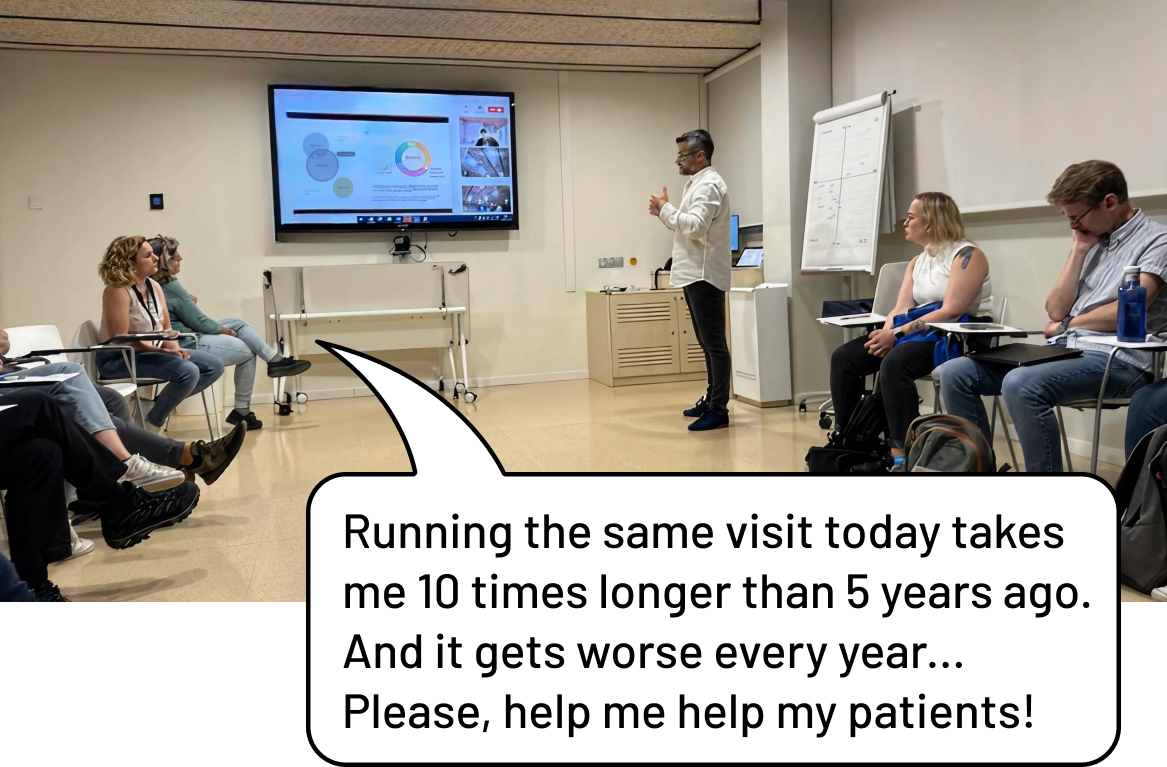 Running the same visit today takes
me 10 times longer than 5 years ago.
And it gets worse every year...
Please, help me help my patients!